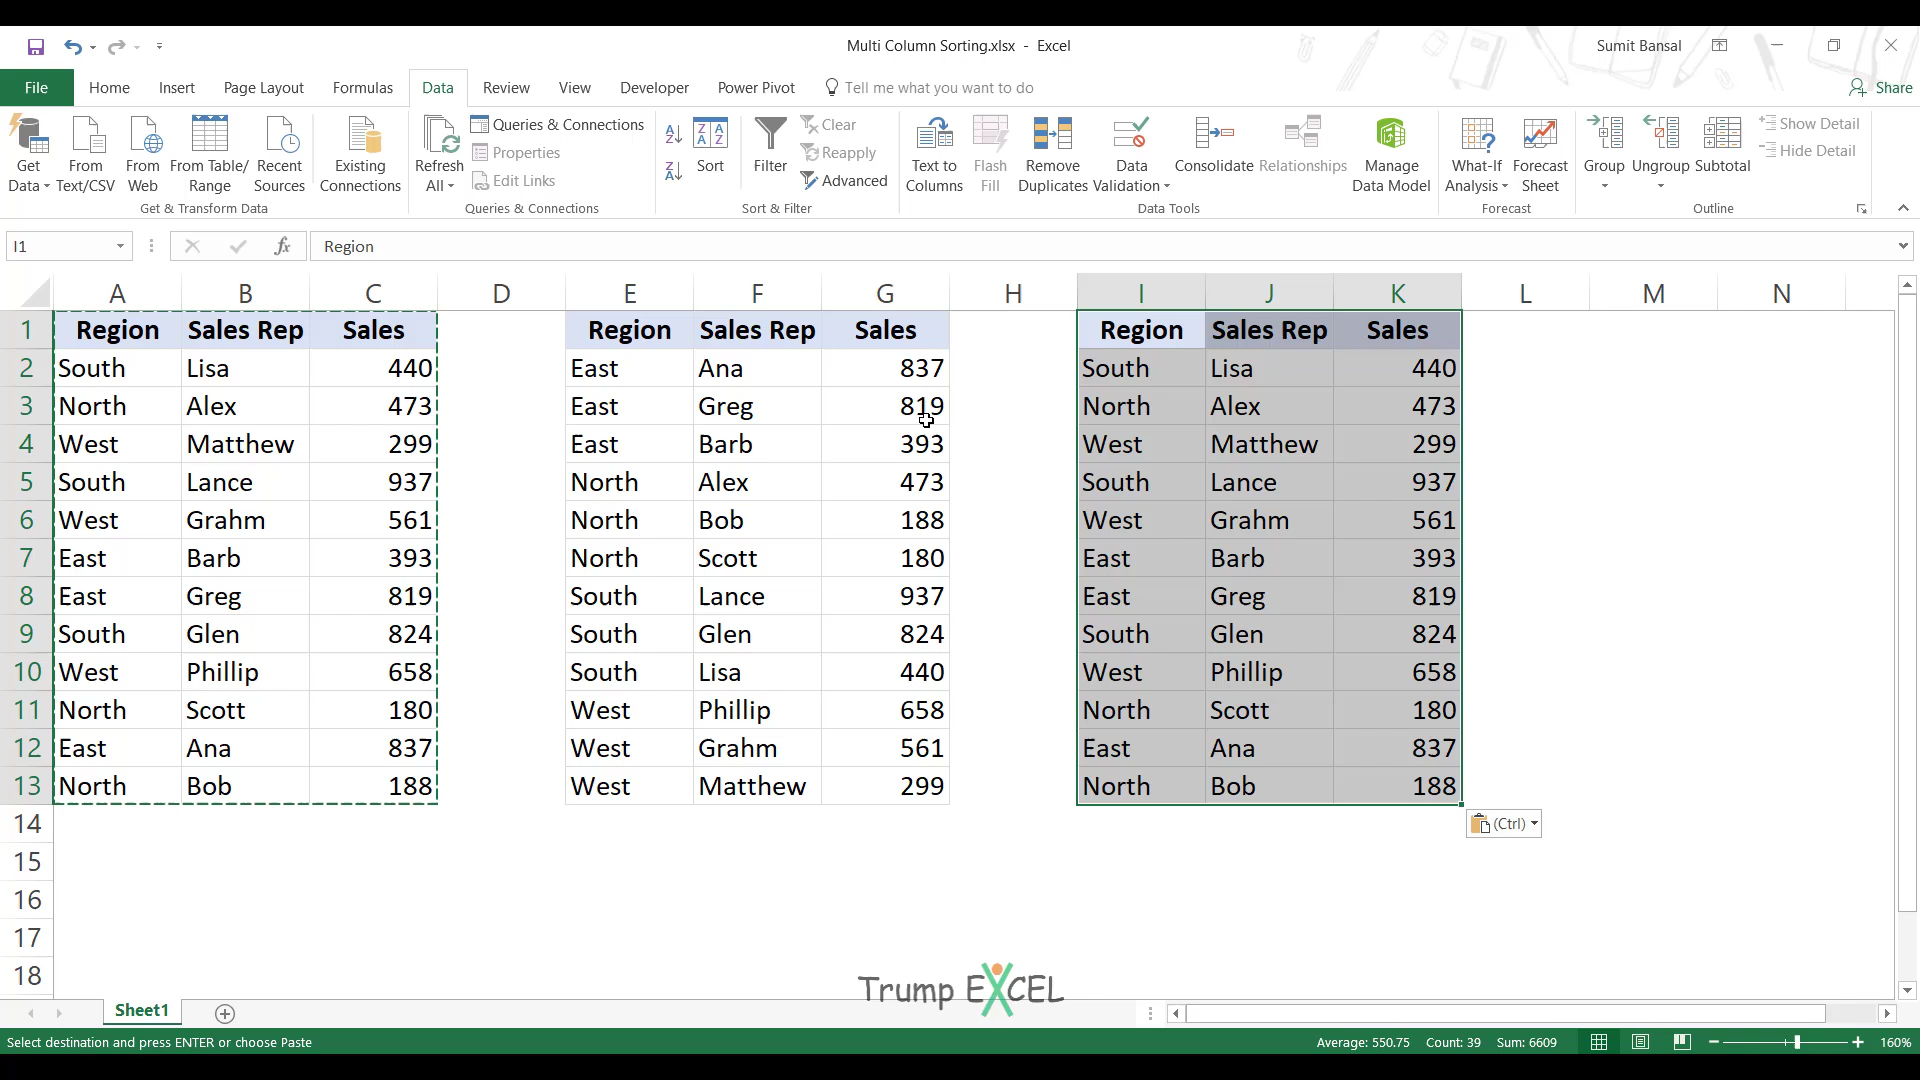 Multi Column Sorting.xlsx - Excel
Sumit Bansal
File Home Insert Page Layout Formulas Data Review View Developer Power Pivot Tell me what you want to do Share
Get Data
From Text/CSV
From Web
From Table/ Range
Recent Sources
Existing Connections
Get & Transform Data
Refresh All
Queries & Connections
Properties
Edit Links
Queries & Connections
Sort
Filter
Clear
Reapply
Advanced
Sort & Filter
Text to Columns
Flash Fill
Remove Duplicates
Data Validation
Consolidate
Relationships
Manage Data Model
Data Tools
What-If Analysis
Forecast Sheet
Forecast
Group
Ungroup
Subtotal
Show Detail
Hide Detail
Outline
I1 fx Region
A B C D E F G H I J K L M N
1 Region Sales Rep Sales Region Sales Rep Sales Region Sales Rep Sales
2 South Lisa 440 East Ana 837 South Lisa 440
3 North Alex 473 East Greg 819 North Alex 473
4 West Matthew 299 East Barb 393 West Matthew 299
5 South Lance 937 North Alex 473 South Lance 937
6 West Grahm 561 North Bob 188 West Grahm 561
7 East Barb 393 North Scott 180 East Barb 393
8 East Greg 819 South Lance 937 East Greg 819
9 South Glen 824 South Glen 824 South Glen 824
10 West Phillip 658 South Lisa 440 West Phillip 658
11 North Scott 180 West Phillip 658 North Scott 180
12 East Ana 837 West Grahm 561 East Ana 837
13 North Bob 188 West Matthew 299 North Bob 188
14 (Ctrl)
15
16
17
18
Trump EXCEL
Sheet1
Select destination and press ENTER or choose Paste
Average: 550.75 Count: 39 Sum: 6609 160%